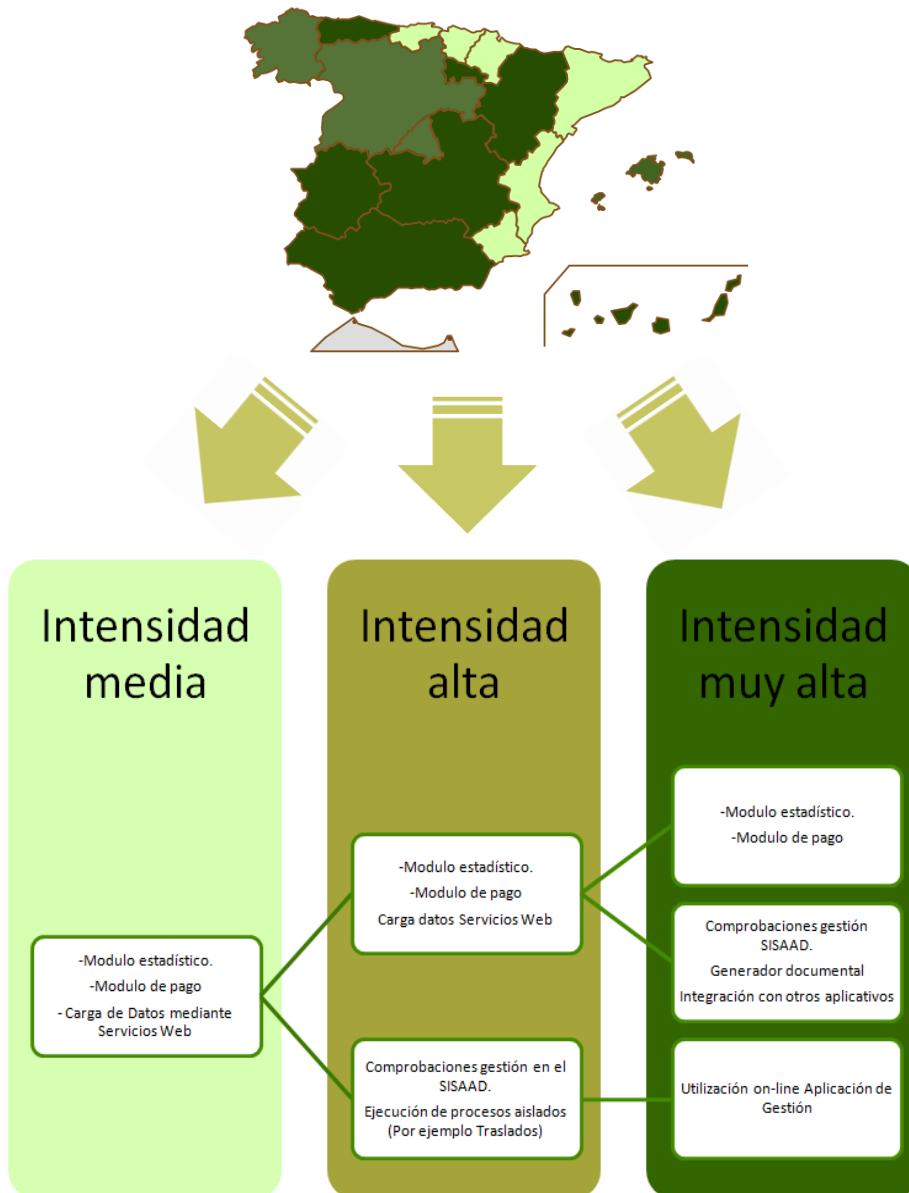 Intensidad
media
Intensidad
alta
Intensidad
muy alta
-Modulo estadístico.
-Modulo de pago
- Carga de Datos mediante
Servicios Web
-Modulo estadístico.
-Modulo de pago
Carga datos Servicios Web
Comprobaciones gestión en el
SISAAD.
Ejecución de procesos aislados
(Por ejemplo Traslados)
-Modulo estadístico.
-Modulo de pago
Comprobaciones gestión
SISAAD.
Generador documental
Integración con otros aplicativos
Utilización on-line Aplicación de
Gestión